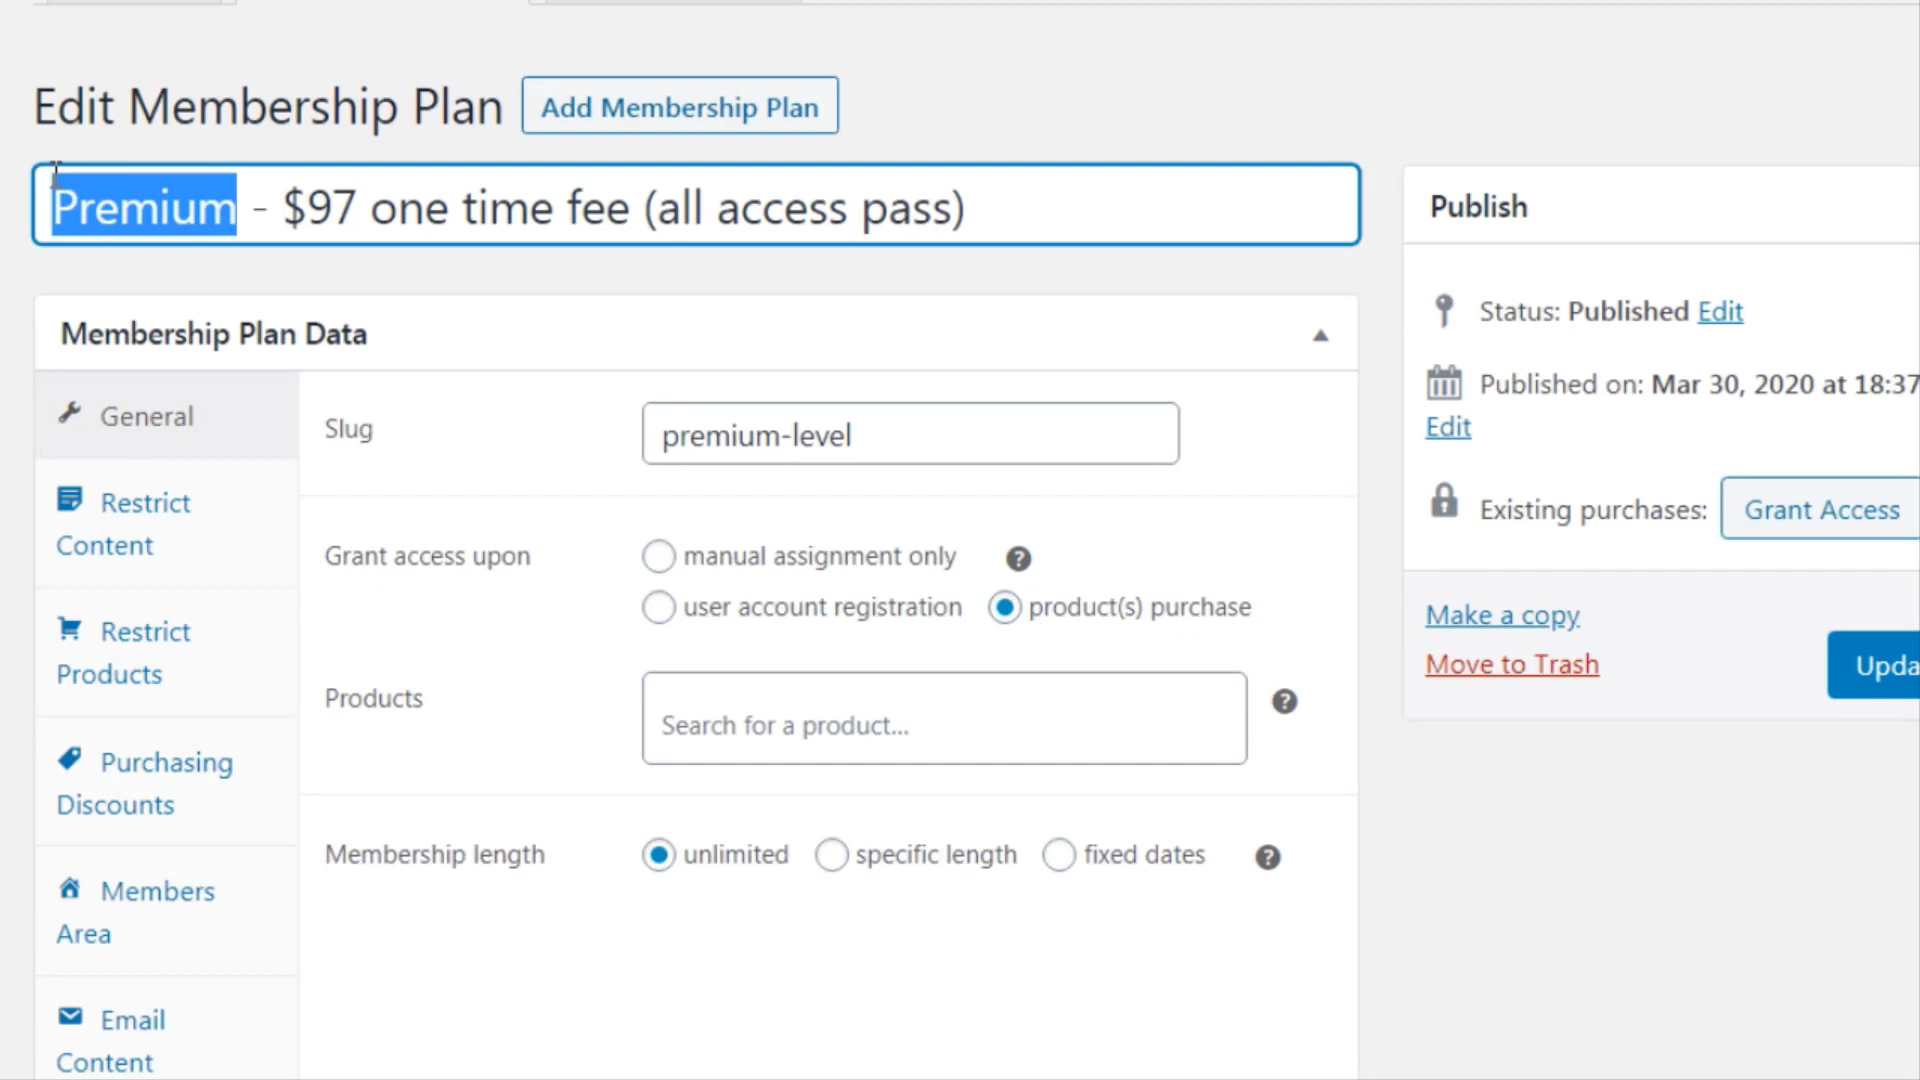 Edit Membership Plan
Add Membership Plan
Premium - $97 one time fee (all access pass)
Membership Plan Data
General
Restrict
Content
Restrict
Products
Purchasing
Discounts
Members
Area
Email
Content
Slug
premium-level
Grant access upon
manual assignment only
user account registration
product(s) purchase
Products
Search for a product...
Membership length
unlimited
specific length
fixed dates
Publish
Status: Published Edit
Published on: Mar 30, 2020 at 18:37
Edit
Existing purchases:
Grant Access
Make a copy
Move to Trash
Upda